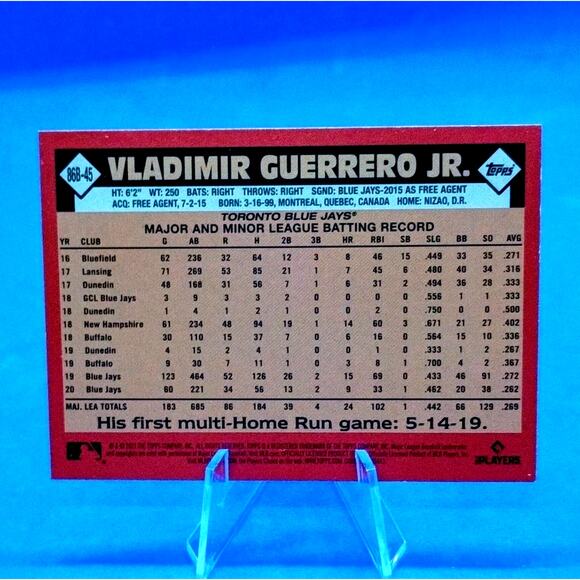 86B-45
VLADIMIR GUERRERO JR.
Topps
HT: 6'2" WT: 250 BATS: RIGHT THROWS: RIGHT SGND: BLUE JAYS-2015 AS FREE AGENT
ACQ: FREE AGENT, 7-2-15 BORN: 3-16-99, MONTREAL, QUEBEC, CANADA HOME: NIZAO, D.R.
TORONTO BLUE JAYS®
MAJOR AND MINOR LEAGUE BATTING RECORD
YR CLUB G AB R H 2B 3B HR RBI SB SLG BB SO AVG
16 Bluefield 62 236 32 64 12 3 8 46 15 .449 33 35 .271
17 Lansing 71 269 53 85 21 1 7 45 6 .480 40 34 .316
17 Dunedin 48 168 31 56 7 1 6 31 2 .494 36 28 .333
18 GCL Blue Jays 3 9 3 3 2 0 0 0 0 .556 1 1 .333
18 Dunedin 1 4 2 2 1 0 0 0 0 .750 0 0 .500
18 New Hampshire 61 234 48 94 19 1 14 60 3 .671 21 27 .402
18 Buffalo 30 110 15 37 7 0 6 16 0 .564 15 10 .336
19 Dunedin 4 15 2 4 1 0 0 1 0 .333 1 2 .267
19 Buffalo 9 30 7 11 1 0 3 8 1 .700 4 2 .367
19 Blue Jays 123 464 52 126 26 2 15 69 0 .433 46 91 .272
20 Blue Jays 60 221 34 56 13 2 9 33 1 .462 20 38 .262
MAJ. LEA TOTALS 183 685 86 184 39 4 24 102 1 .442 66 129 .269
His first multi-Home Run game: 5-14-19.
PLAYERS